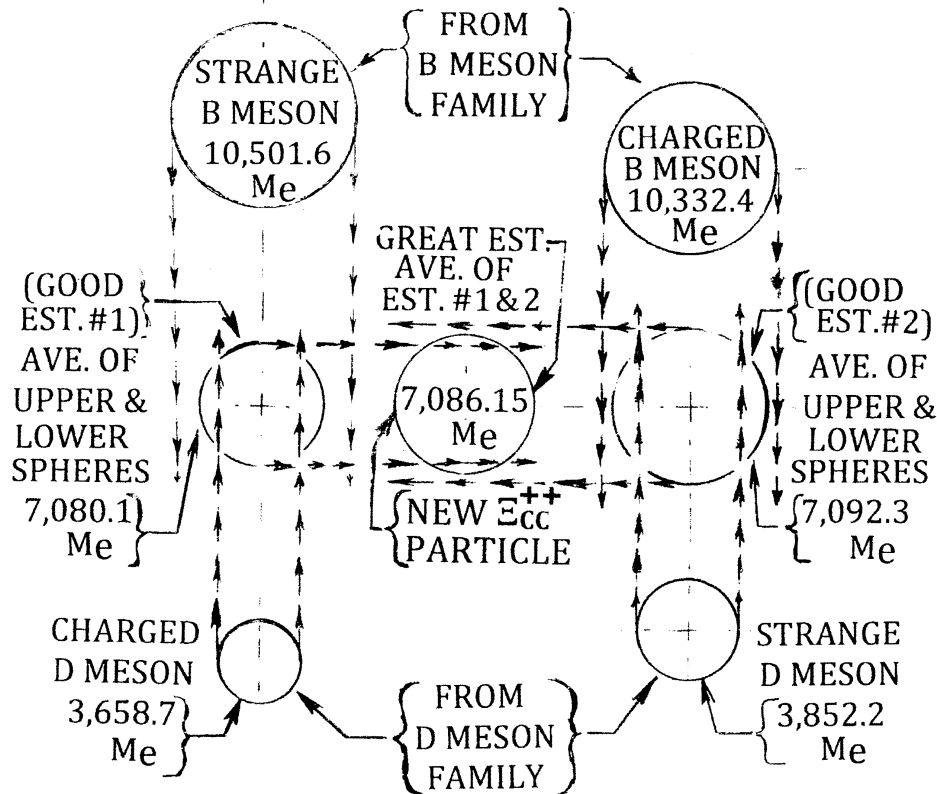 FROM
B MESON
FAMILY
STRANGE
B MESON
10,501.6
Me
CHARGED
B MESON
10,332.4
Me
GREAT EST.
AVE. OF
EST. #1&2
(GOOD
EST. #1)
AVE. OF
UPPER &
LOWER
SPHERES
7,080.1
Me
7,086.15
Me
NEW Ξcc++
PARTICLE
(GOOD
EST.#2)
AVE. OF
UPPER &
LOWER
SPHERES
7,092.3
Me
CHARGED
D MESON
3,658.7
Me
FROM
D MESON
FAMILY
STRANGE
D MESON
3,852.2
Me